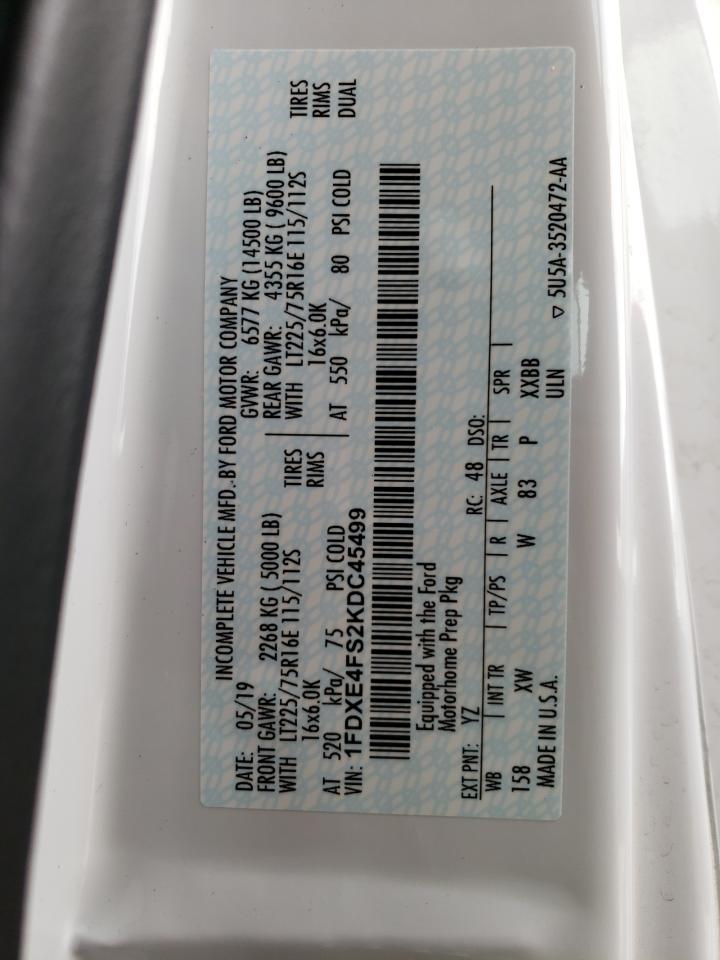 INCOMPLETE VEHICLE MFD. BY FORD MOTOR COMPANY
DATE: 05/19 GVWR: 6577 KG (14500 LB)
FRONT GAWR: 2268 KG ( 5000 LB) REAR GAWR: 4355 KG ( 9600 LB)
WITH LT225/75R16E 115/112S TIRES WITH LT225/75R16E 115/112S TIRES
16x6.0K RIMS 16x6.0K RIMS
AT 520 kPa/ 75 PSI COLD AT 550 kPa/ 80 PSI COLD DUAL
VIN: 1FDXE4FS2KDC45499
Equipped with the Ford
Motorhome Prep Pkg
EXT PNT: YZ RC: 48 DSO:
WB INT TR TP/PS R AXLE TR SPR
158 XW W 83 P XXBB
MADE IN U.S.A. ULN ▽ 5U5A-3520472-AA